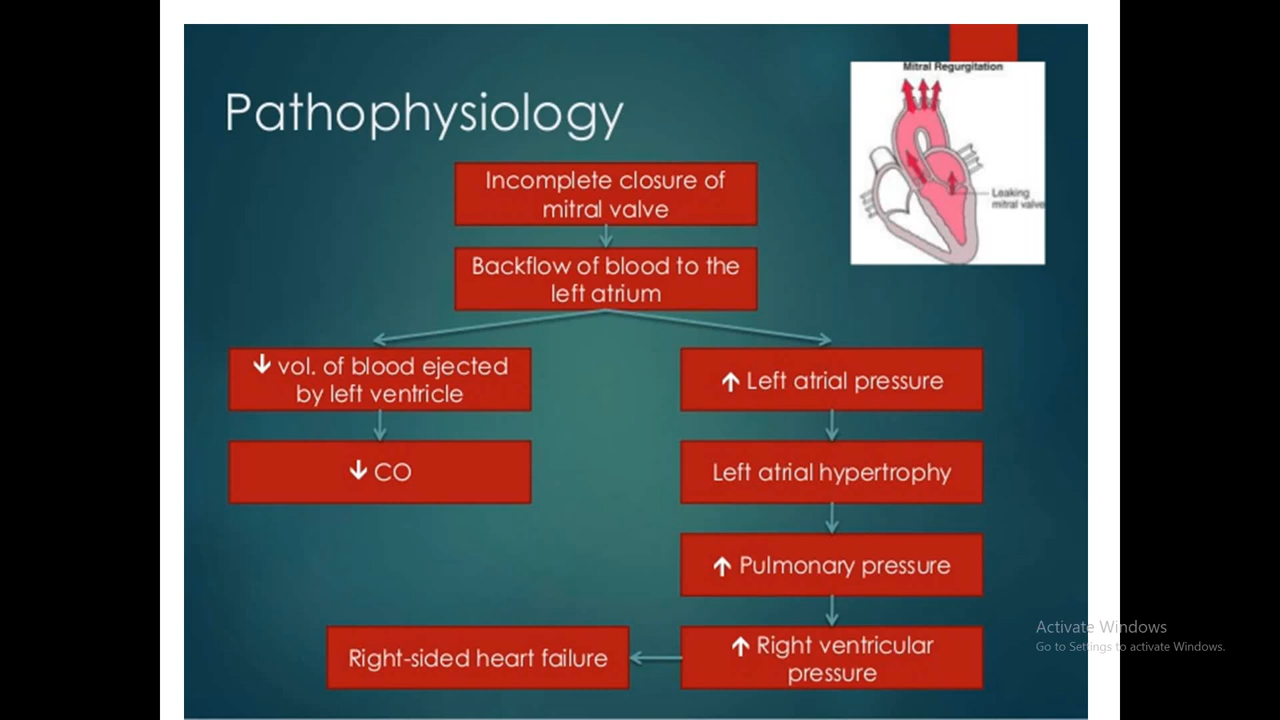 Mitral Regurgitation
Pathophysiology
Leaking
mitral valve
Incomplete closure of
mitral valve
Backflow of blood to the
left atrium
↓ vol. of blood ejected
by left ventricle
↑ Left atrial pressure
↓ CO
Left atrial hypertrophy
↑ Pulmonary pressure
↑ Right ventricular
pressure
Right-sided heart failure
Activate Windows
Go to Settings to activate Windows.